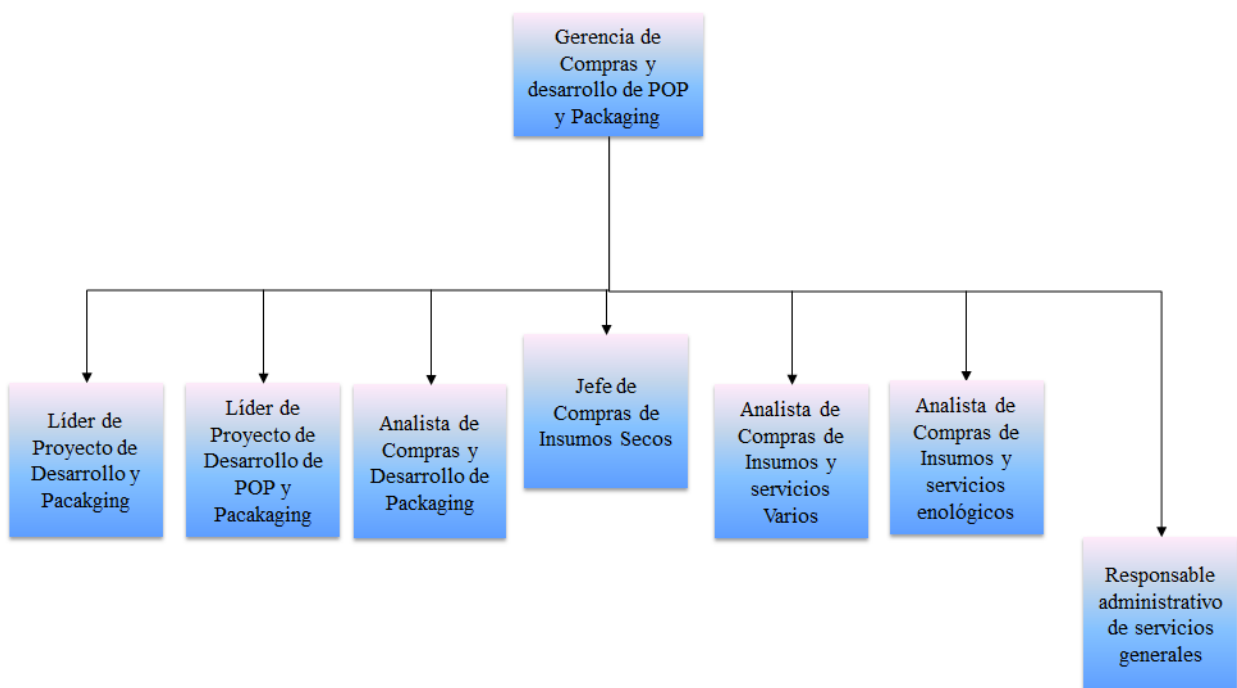 Gerencia de
Compras y
desarrollo de POP
y Packaging
Líder de
Proyecto de
Desarrollo y
Pacakging
Líder de
Proyecto de
Desarrollo de
POP y
Pacakaging
Analista de
Compras y
Desarrollo de
Packaging
Jefe de
Compras de
Insumos Secos
Analista de
Compras de
Insumos y
servicios
Varios
Analista de
Compras de
Insumos y
servicios
enológicos
Responsable
administrativo
de servicios
generales